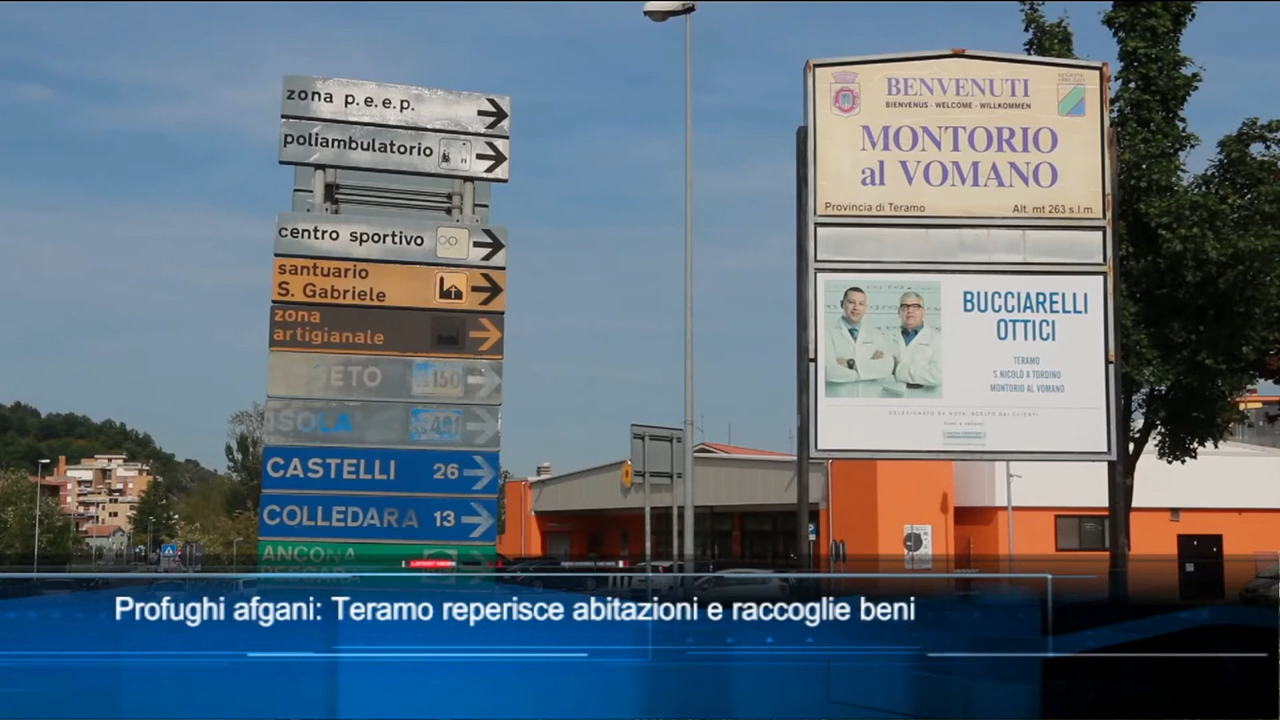 zona p.e.e.p.
poliambulatorio
centro sportivo
santuario
S. Gabriele
zona
artigianale
ETO 150
ISOLA
CASTELLI 26
COLLEDARA 13
ANCONA
BENVENUTI
BIENVENUS - WELCOME - WILLKOMMEN
MONTORIO
al VOMANO
Provincia di Teramo Alt. mt 263 s.l.m.
BUCCIARELLI
OTTICI
TERAMO
S. NICOLÒ A TORDINO
MONTORIO AL VOMANO
Profughi afgani: Teramo reperisce abitazioni e raccoglie beni